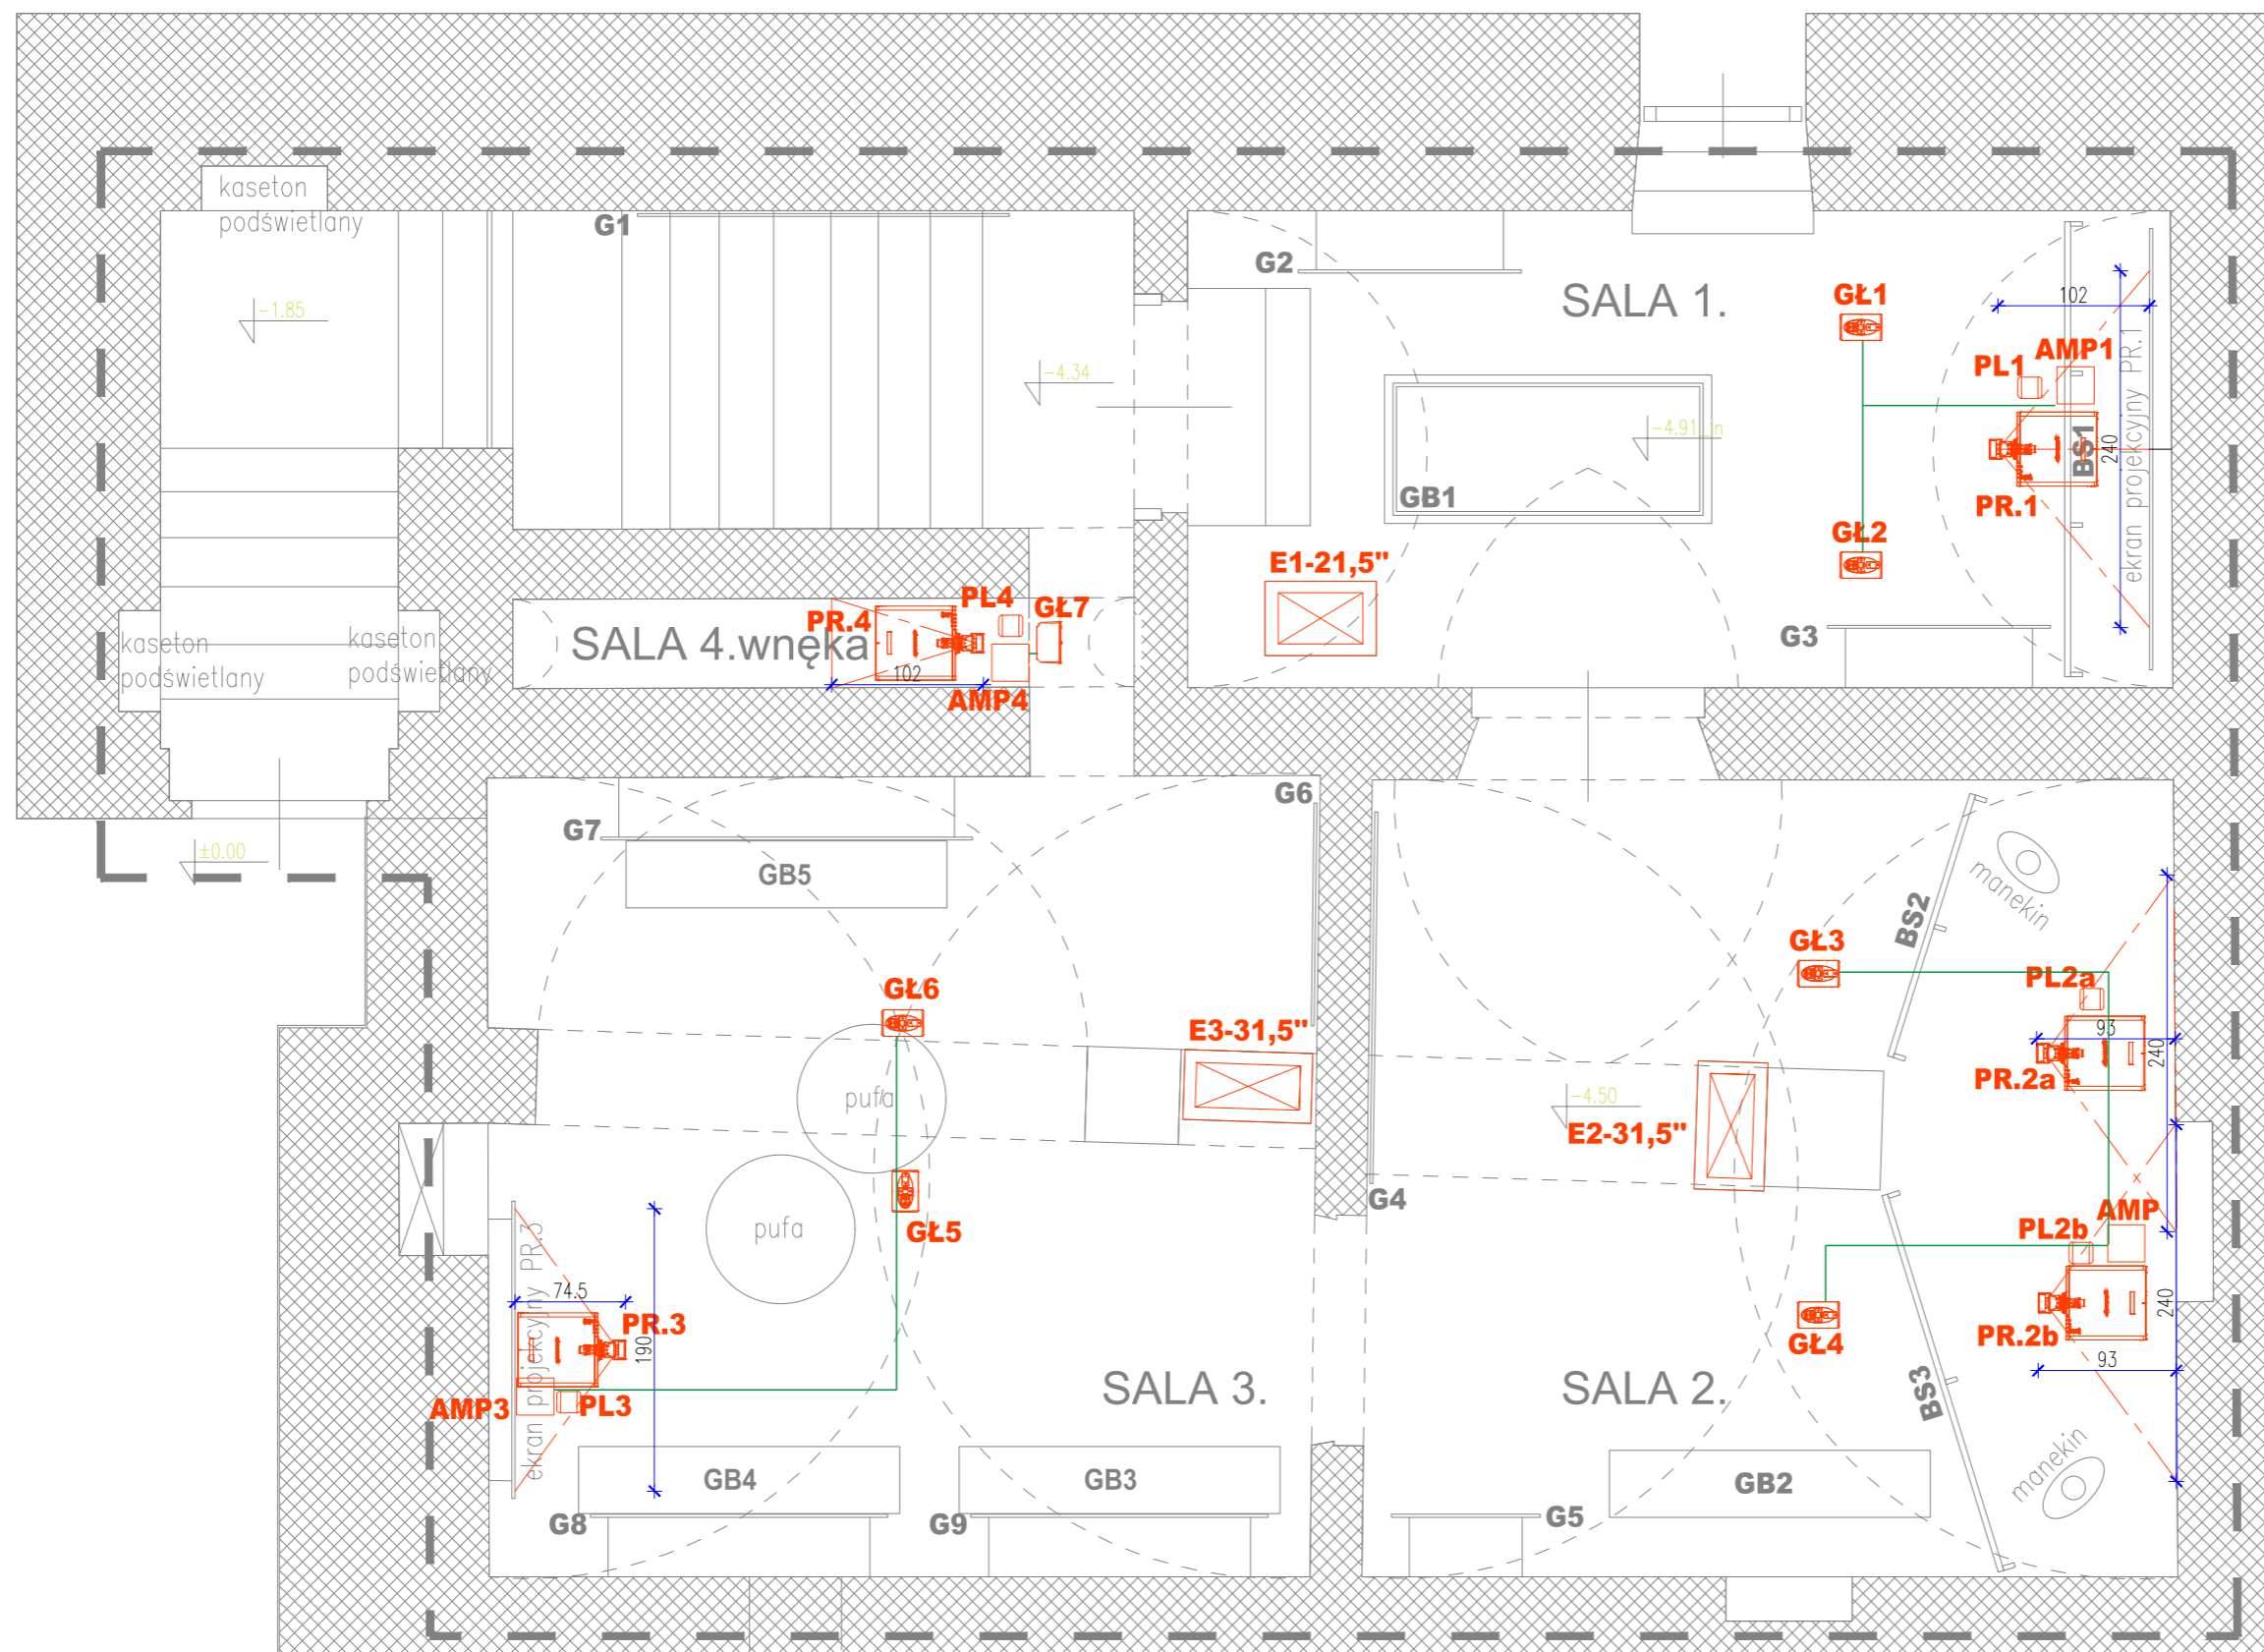 kaseton
podświetlany
G1
G2
SALA 1.
GŁ1
102
-1.85
-4.34
PL1
AMP1
ekran projekcyjny PR.1
-4.91
GB1
BS1
240
PR.1
GŁ2
E1-21,5"
PL4
GŁ7
PR.4
SALA 4.wnęka
kaseton
podświetlany
kaseton
podświetlany
102
AMP4
G3
G6
G7
±0.00
GB5
manekin
BS2
GŁ3
GŁ6
PL2a
E3-31,5"
93
240
PR.2a
pufa
-4.50
E2-31,5"
G4
pufa
GŁ5
AMP
PL2b
74.5
ekran projekcyjny PR.3
PR.3
190
240
PR.2b
GŁ4
93
SALA 3.
SALA 2.
BS3
AMP3
PL3
GB4
GB3
GB2
manekin
G8
G9
G5